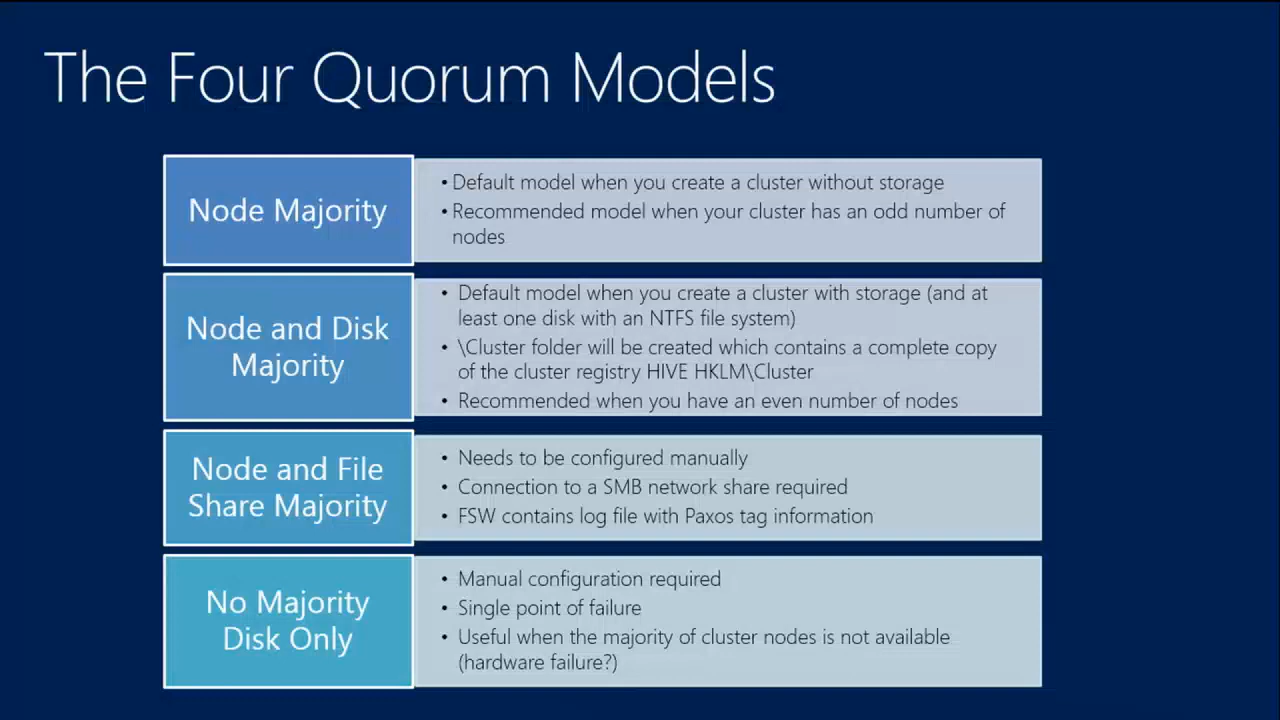 The Four Quorum Models
Node Majority
• Default model when you create a cluster without storage
• Recommended model when your cluster has an odd number of
nodes
Node and Disk
Majority
• Default model when you create a cluster with storage (and at
least one disk with an NTFS file system)
• \Cluster folder will be created which contains a complete copy
of the cluster registry HIVE HKLM\Cluster
• Recommended when you have an even number of nodes
Node and File
Share Majority
• Needs to be configured manually
• Connection to a SMB network share required
• FSW contains log file with Paxos tag information
No Majority
Disk Only
• Manual configuration required
• Single point of failure
• Useful when the majority of cluster nodes is not available
(hardware failure?)